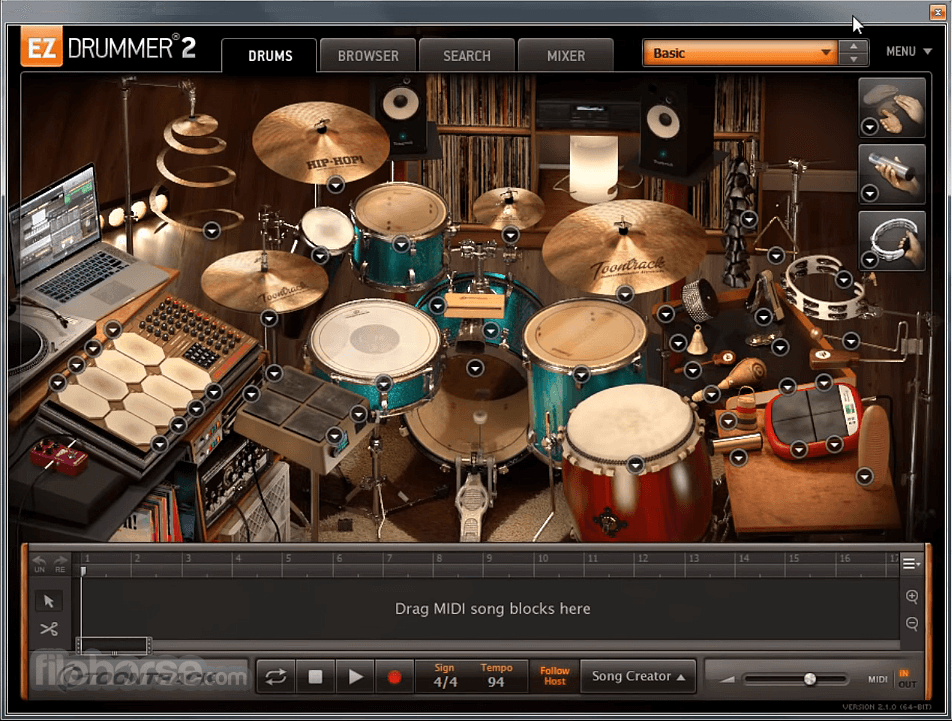 EZ DRUMMER® 2
DRUMS
BROWSER
SEARCH
MIXER
Basic
MENU
HIP-HOP!
Toontrack
Toontrack
UN RE
1 2 3 4 5 6 7 8 9 10 11 12 13 14 15 16 17
Drag MIDI song blocks here
filehorse.com
TOONTRACK
Sign
4/4
Tempo
94
Follow
Host
Song Creator
MIDI
IN
OUT
VERSION 2.1.0 (64-BIT)